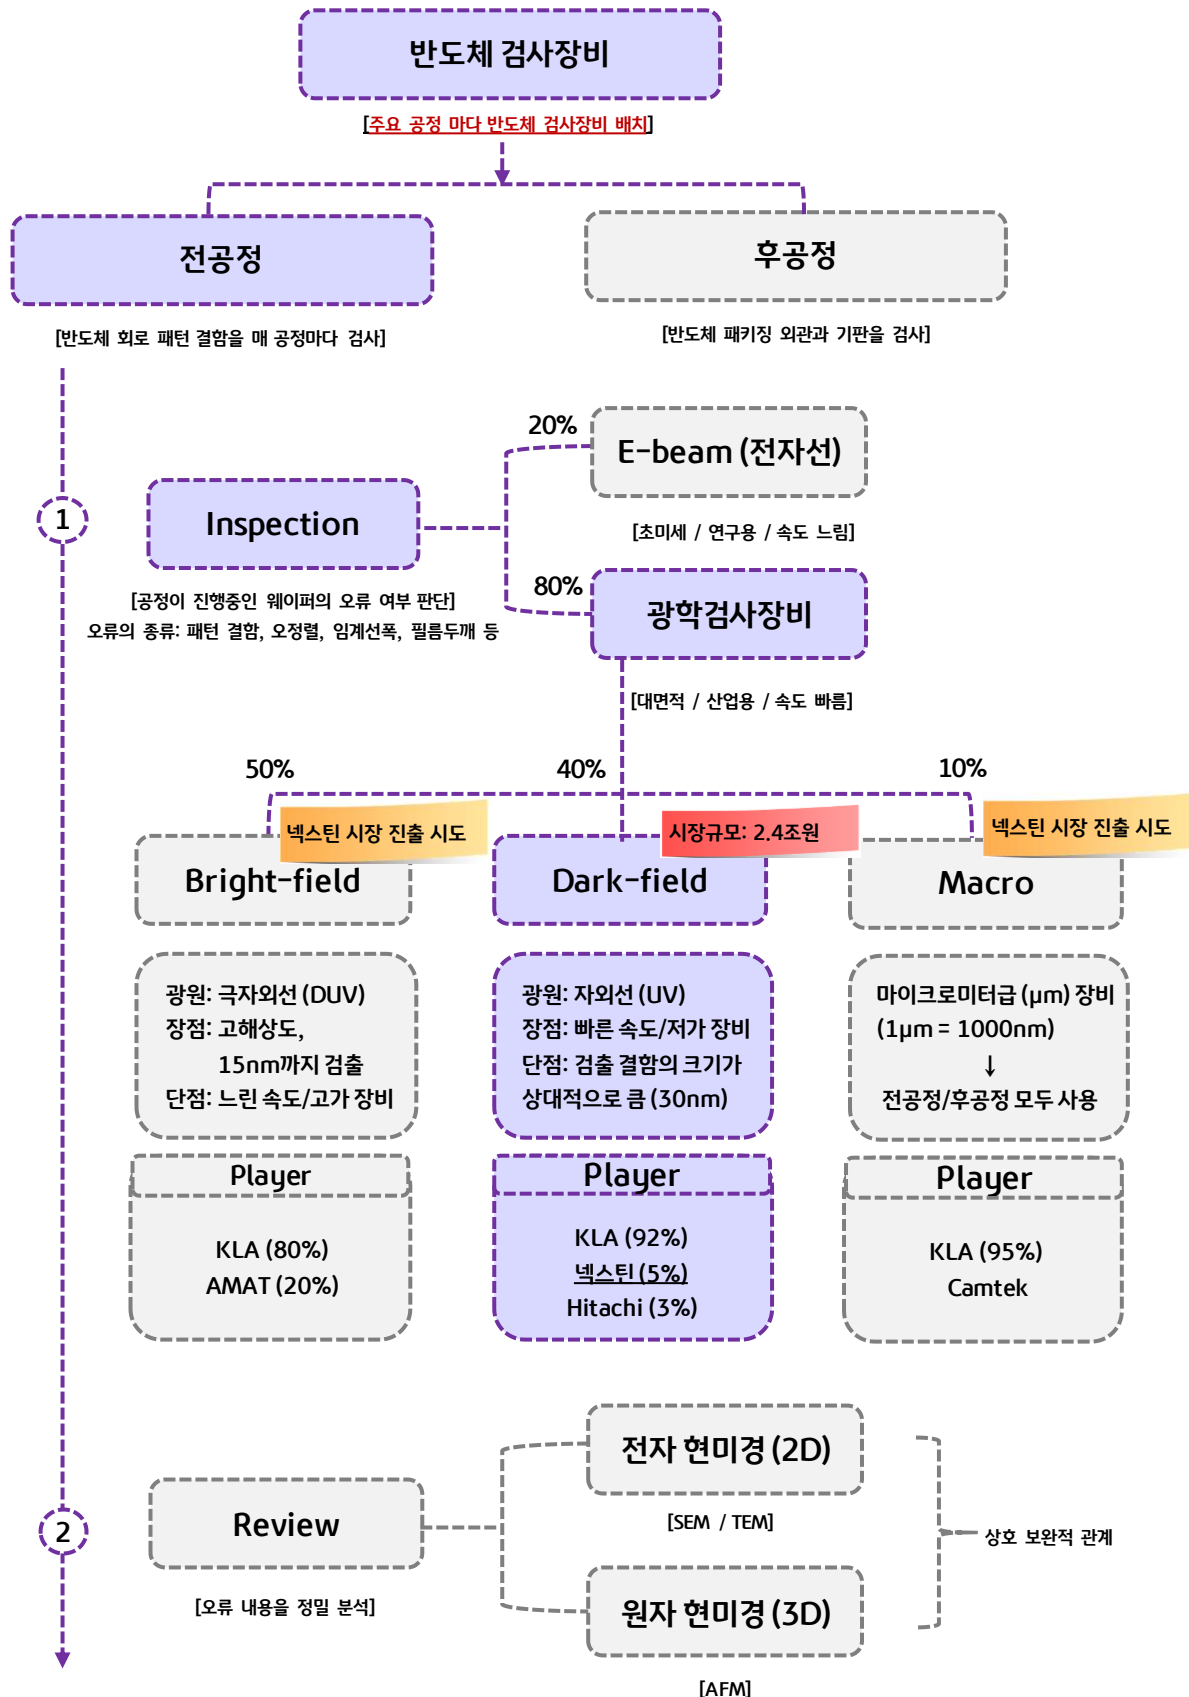 반도체 검사장비
[주요 공정 마다 반도체 검사장비 배치]
전공정
후공정
[반도체 회로 패턴 결함을 매 공정마다 검사]
[반도체 패키징 외관과 기판을 검사]
1
Inspection
[공정이 진행중인 웨이퍼의 오류 여부 판단]
오류의 종류: 패턴 결함, 오정렬, 임계선폭, 필름두깨 등
20%
E-beam (전자선)
[초미세 / 연구용 / 속도 느림]
80%
광학검사장비
[대면적 / 산업용 / 속도 빠름]
50%
40%
10%
넥스틴 시장 진출 시도
시장규모: 2.4조원
넥스틴 시장 진출 시도
Bright-field
Dark-field
Macro
광원: 극자외선 (DUV)
장점: 고해상도,
15nm까지 검출
단점: 느린 속도/고가 장비
광원: 자외선 (UV)
장점: 빠른 속도/저가 장비
단점: 검출 결함의 크기가
상대적으로 큼 (30nm)
마이크로미터급 (μm) 장비
(1μm = 1000nm)
↓
전공정/후공정 모두 사용
Player
KLA (80%)
AMAT (20%)
Player
KLA (92%)
넥스틴 (5%)
Hitachi (3%)
Player
KLA (95%)
Camtek
2
Review
[오류 내용을 정밀 분석]
전자 현미경 (2D)
[SEM / TEM]
원자 현미경 (3D)
[AFM]
상호 보완적 관계